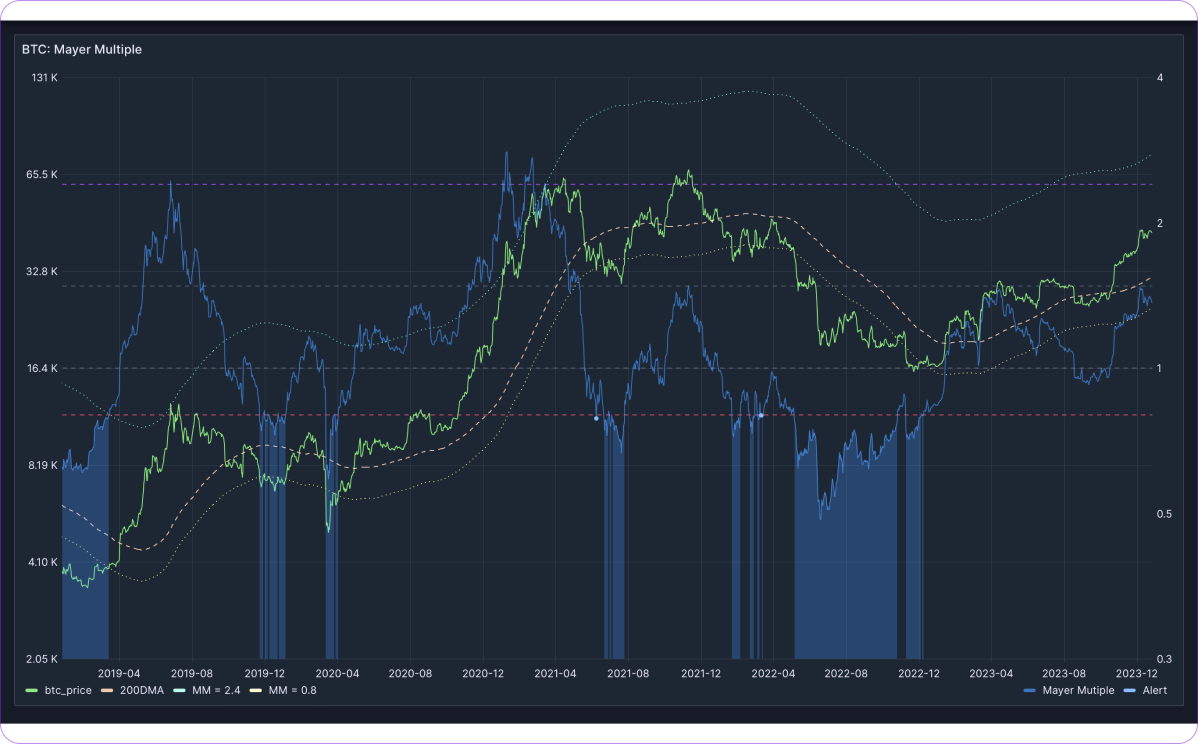 BTC: Mayer Multiple
131 K
4
65.5 K
2
32.8 K
16.4 K
1
8.19 K
0.5
4.10 K
2.05 K
0.3
2019-04 2019-08 2019-12 2020-04 2020-08 2020-12 2021-04 2021-08 2021-12 2022-04 2022-08 2022-12 2023-04 2023-08 2023-12
btc_price 200DMA MM = 2.4 MM = 0.8 Mayer Mutiple Alert